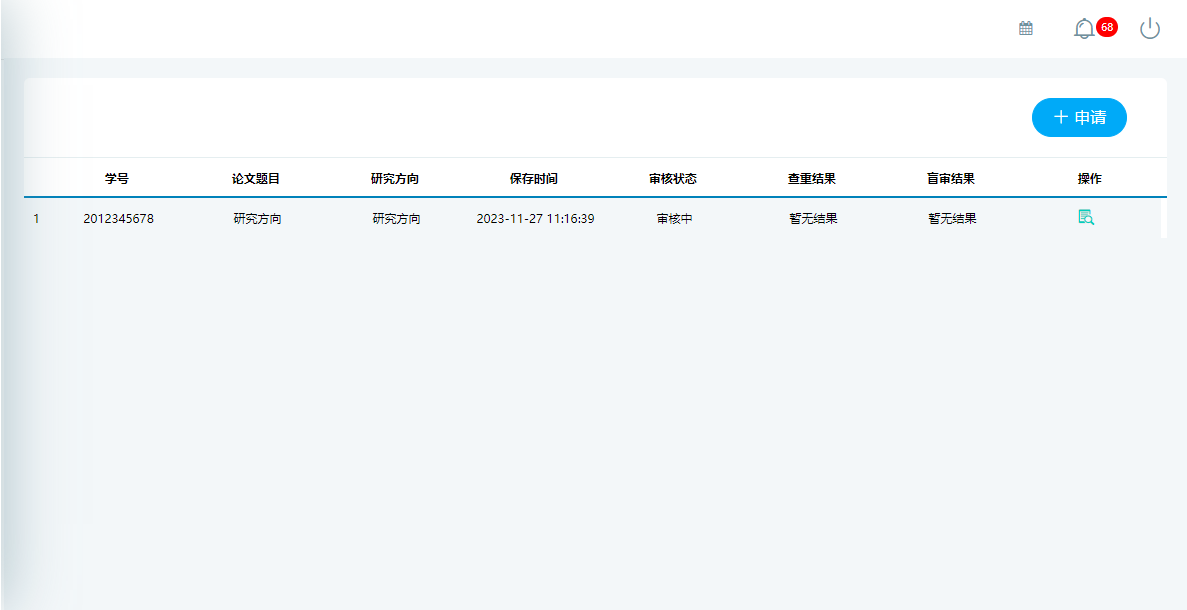 68
+ 申请
学号 论文题目 研究方向 保存时间 审核状态 查重结果 盲审结果 操作
1 2012345678 研究方向 研究方向 2023-11-27 11:16:39 审核中 暂无结果 暂无结果